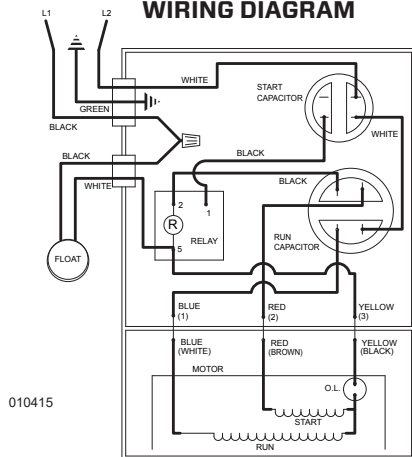 WIRING DIAGRAM
L1
L2
WHITE
START
CAPACITOR
GREEN
BLACK
WHITE
BLACK
BLACK
BLACK
WHITE
2
1
R
RELAY
5
RUN
CAPACITOR
FLOAT
BLUE
(1)
RED
(2)
YELLOW
(3)
BLUE
(WHITE)
RED
(BROWN)
YELLOW
(BLACK)
MOTOR
O.L.
010415
START
RUN